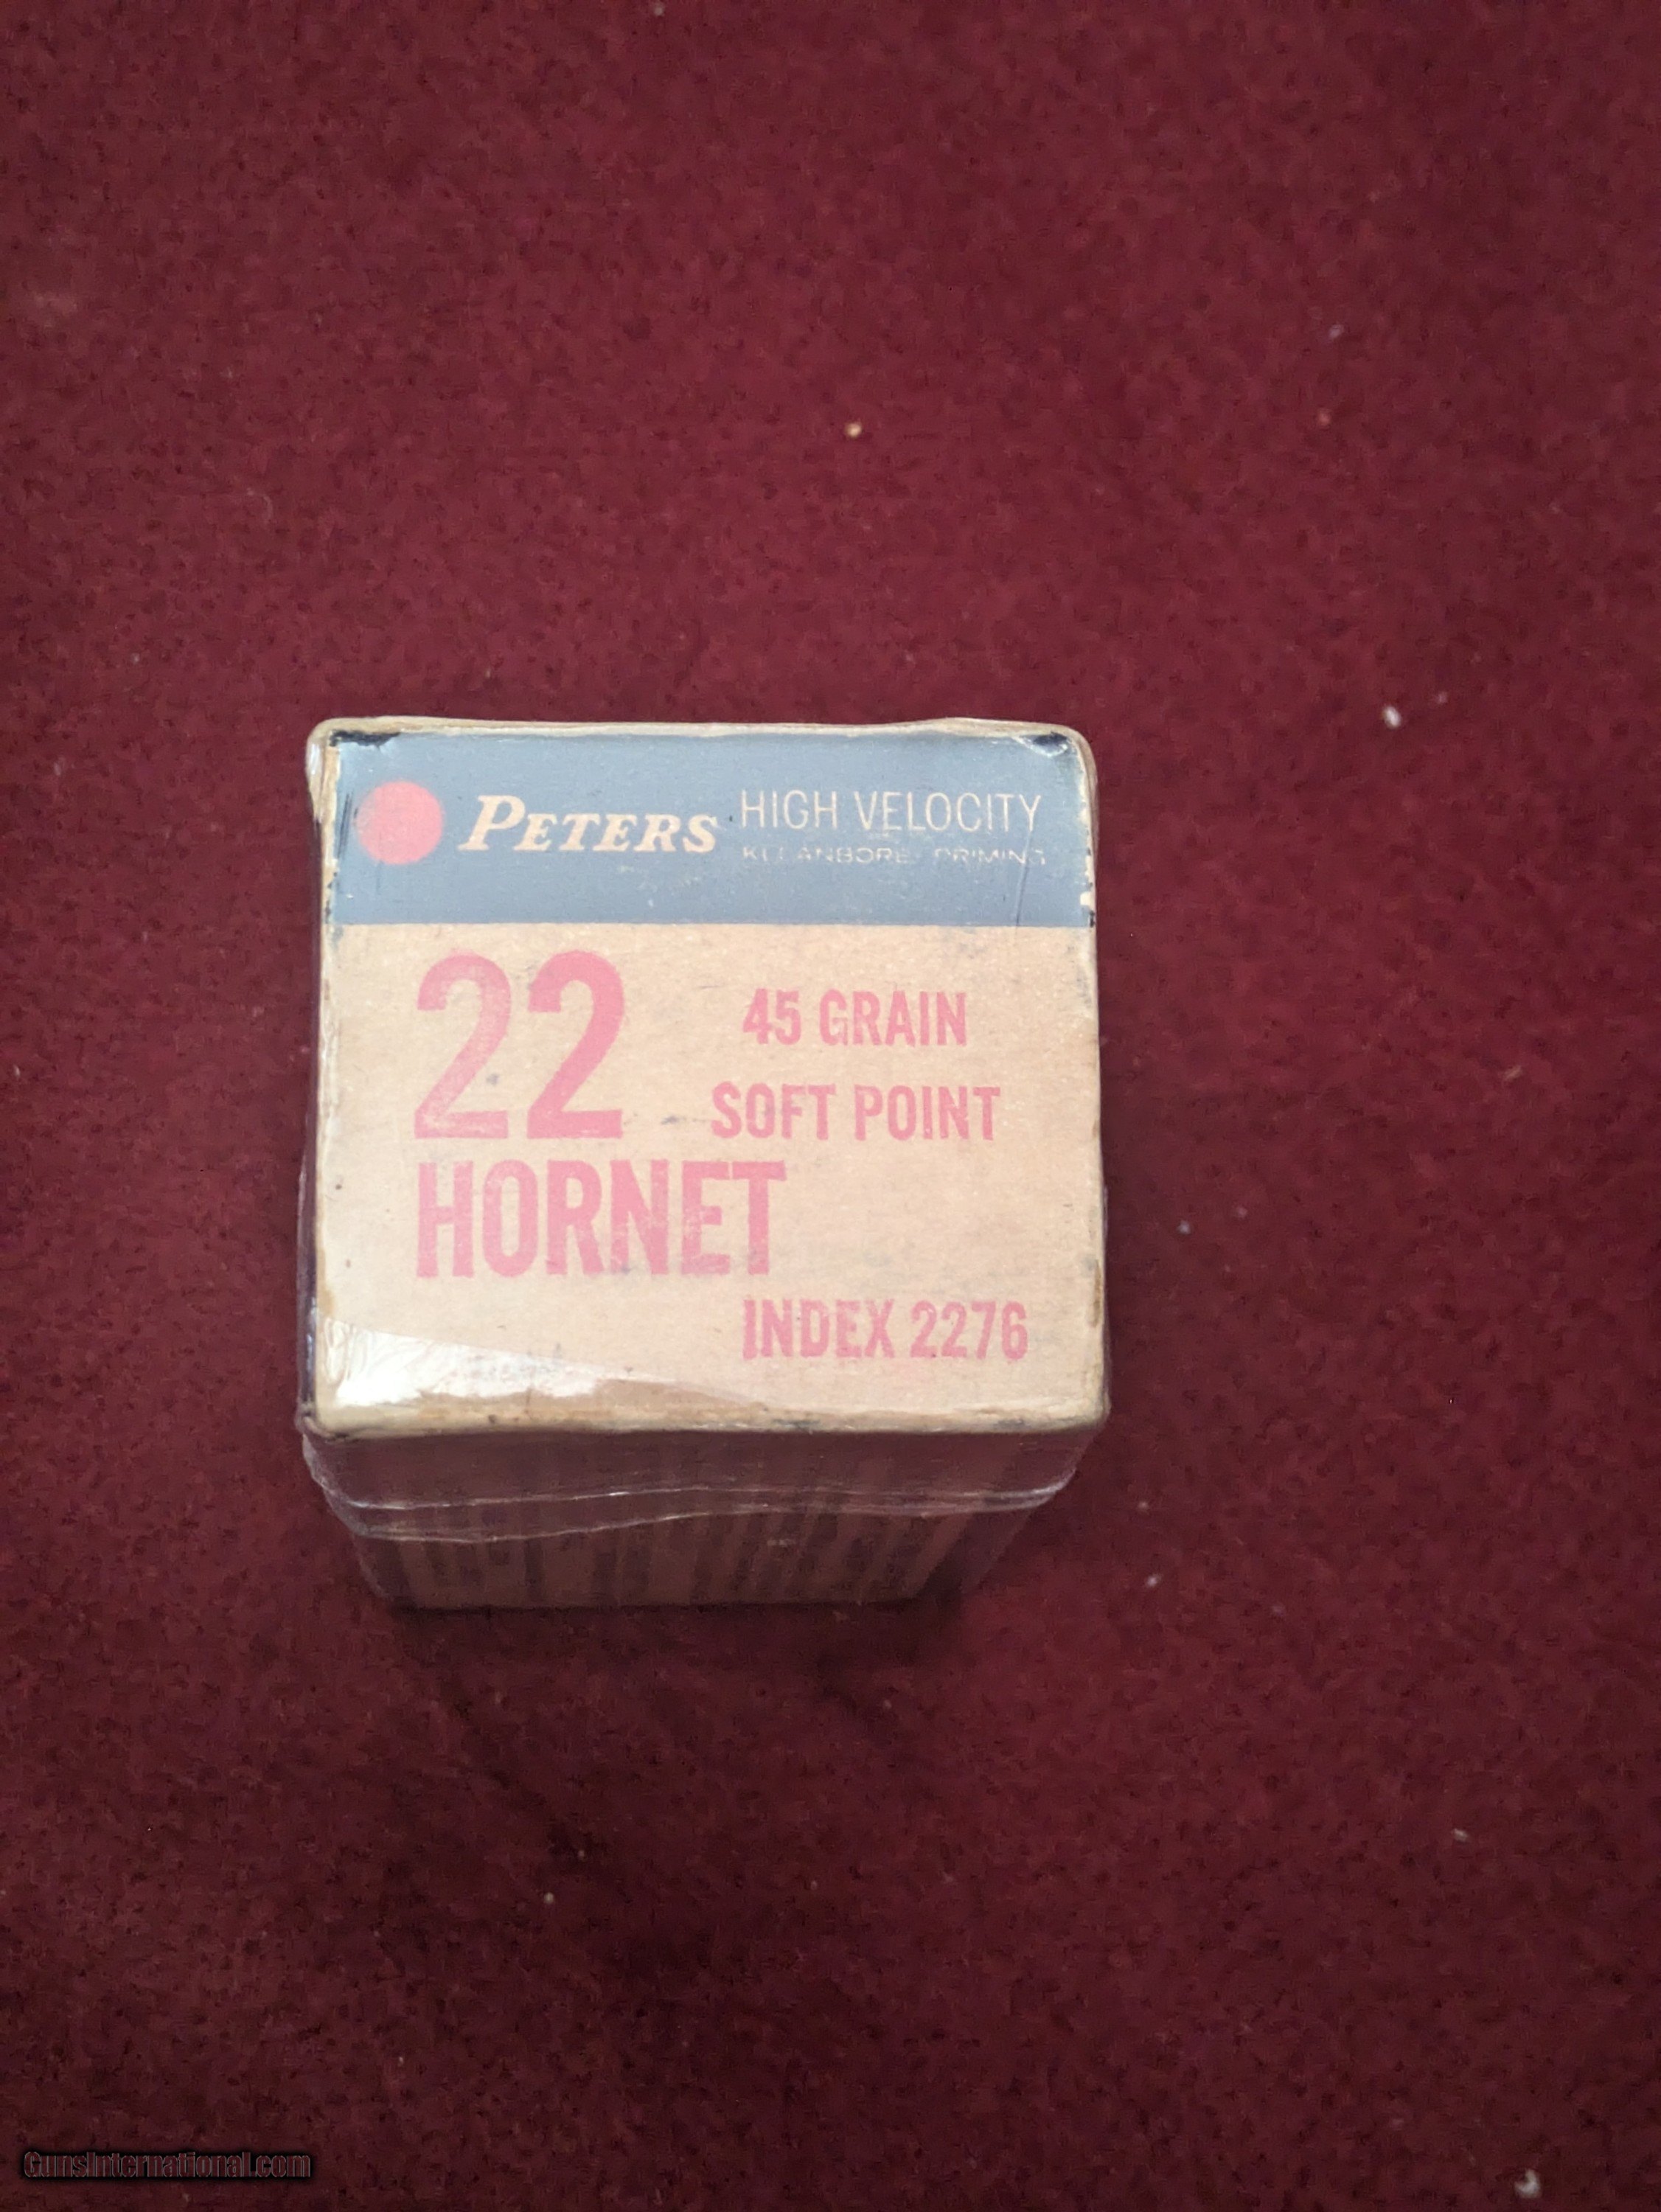 PETERS HIGH VELOCITY
KLEANBORE PRIMING
22 45 GRAIN
SOFT POINT
HORNET
INDEX 2276
GunsInternational.com